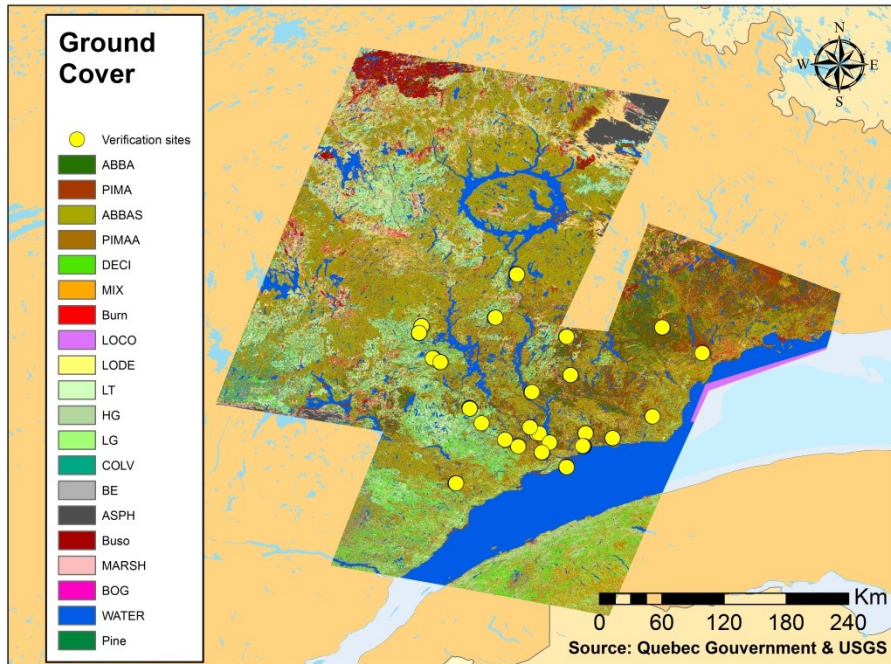 Ground
Cover
Verification sites
ABBA
PIMA
ABBAS
PIMAA
DECI
MIX
Burn
LOCO
LODE
LT
HG
LG
COLV
BE
ASPH
Buso
MARSH
BOG
WATER
Pine
N
W E
S
Km
0 60 120 180 240
Source: Quebec Gouvernment & USGS